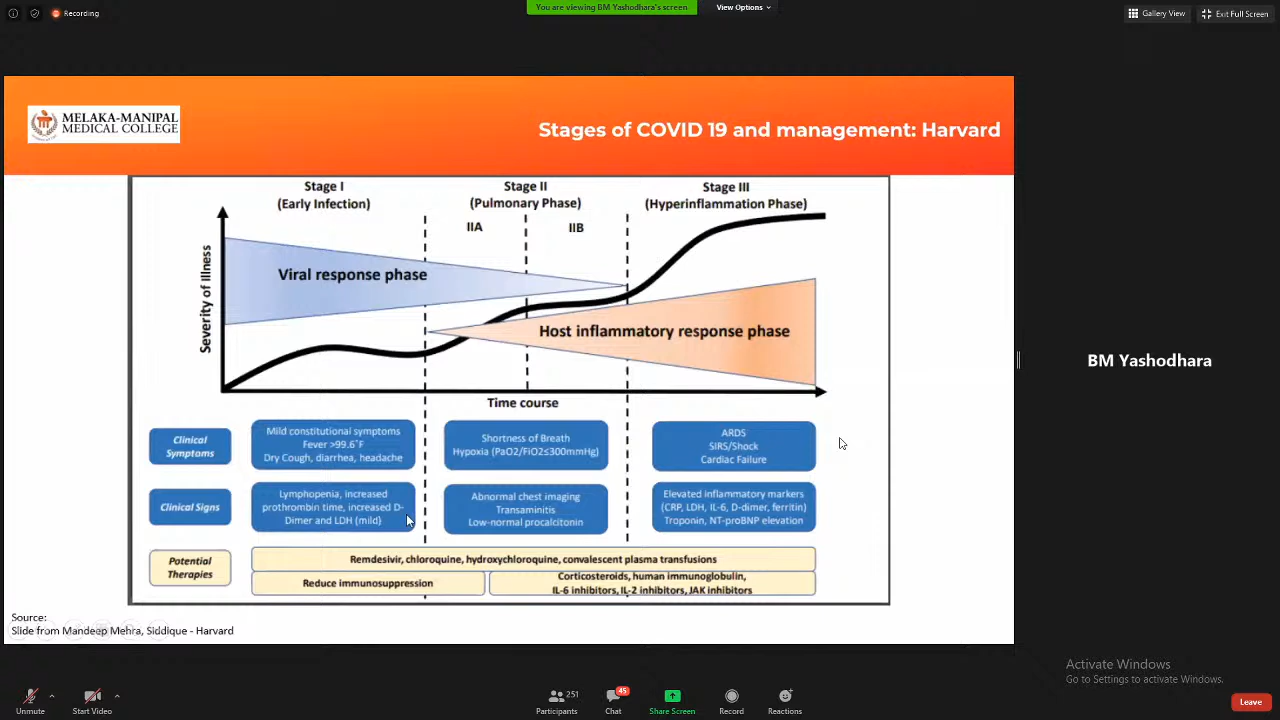 Recording
You are viewing BM Yashodhara's screen.
View Options
Gallery View
Exit Full Screen
MELAKA-MANIPAL
MEDICAL COLLEGE
Stages of COVID 19 and management: Harvard
Stage I
(Early Infection)
Stage II
(Pulmonary Phase)
Stage III
(Hyperinflammation Phase)
IIA
IIB
Severity of Illness
Viral response phase
Host inflammatory response phase
Time course
Clinical
Symptoms
Mild constitutional symptoms
Fever >99.6°F
Dry Cough, diarrhea, headache
Shortness of Breath
Hypoxia (PaO2/FiO2≤300mmHg)
ARDS
SIRS/Shock
Cardiac Failure
Clinical Signs
Lymphopenia, increased
prothrombin time, increased D-
Dimer and LDH (mild)
Abnormal chest imaging
Transaminitis
Low-normal procalcitonin
Elevated inflammatory markers
(CRP, LDH, IL-6, D-dimer, ferritin)
Troponin, NT-proBNP elevation
Potential
Therapies
Remdesivir, chloroquine, hydroxychloroquine, convalescent plasma transfusions
Reduce immunosuppression
Corticosteroids, human immunoglobulin,
IL-6 inhibitors, IL-2 inhibitors, JAK inhibitors
Source:
Slide from Mandeep Mehra, Siddique - Harvard
BM Yashodhara
Activate Windows
Go to Settings to activate Windows.
Unmute
Start Video
251
Participants
45
Chat
Share Screen
Record
Reactions
Leave